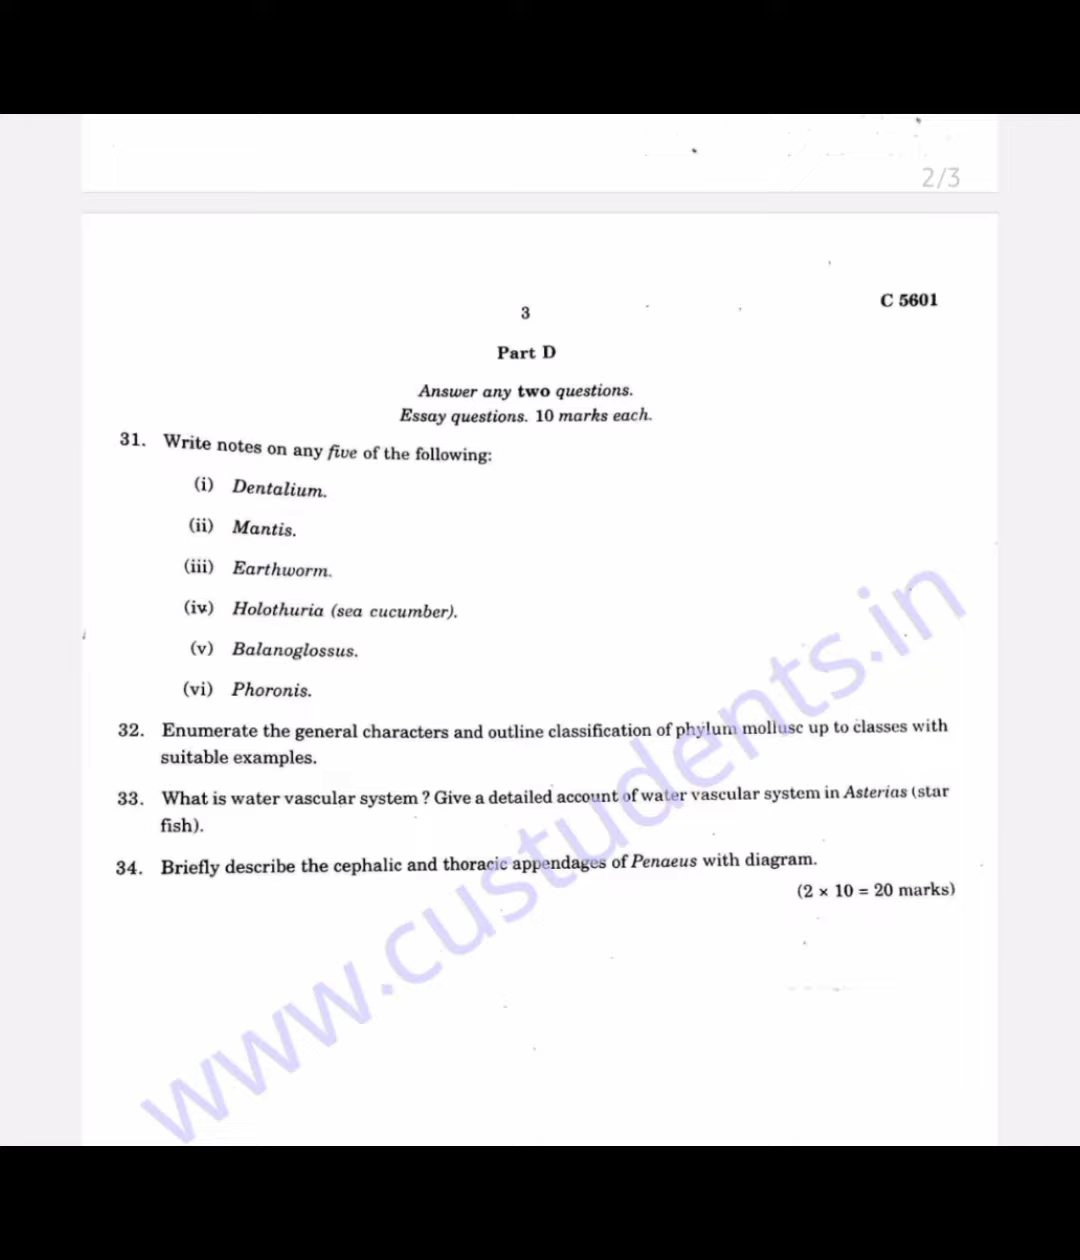 2/3
C 5601
3
Part D
Answer any two questions.
Essay questions. 10 marks each.
31. Write notes on any five of the following:
(i) Dentalium.
(ii) Mantis.
(iii) Earthworm.
(iv) Holothuria (sea cucumber).
(v) Balanoglossus.
(vi) Phoronis.
32. Enumerate the general characters and outline classification of phylum mollusc up to classes with
suitable examples.
33. What is water vascular system ? Give a detailed account of water vascular system in Asterias (star
fish).
34. Briefly describe the cephalic and thoracic appendages of Penaeus with diagram.
(2 × 10 = 20 marks)
www.custudents.in